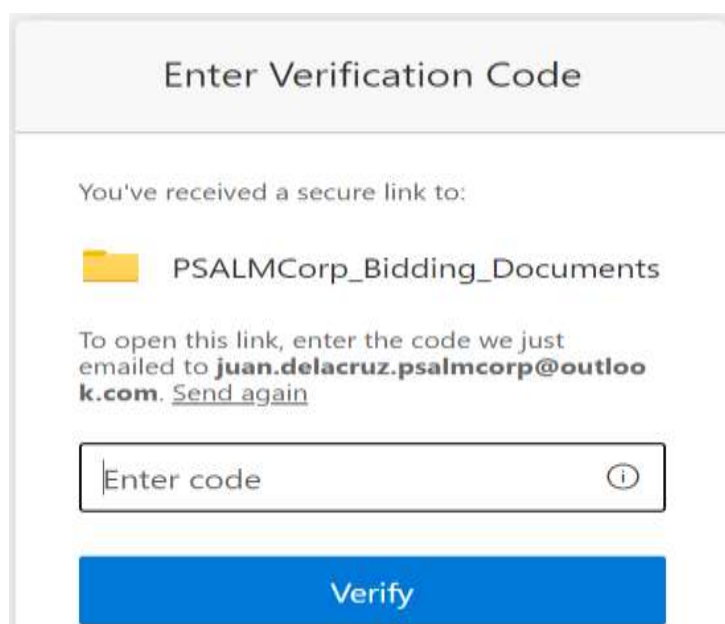 Enter Verification Code
You've received a secure link to:
PSALMCorp_Bidding_Documents
To open this link, enter the code we just
emailed to juan.delacruz.psalmcorp@outloo
k.com. Send again
Enter code
Verify